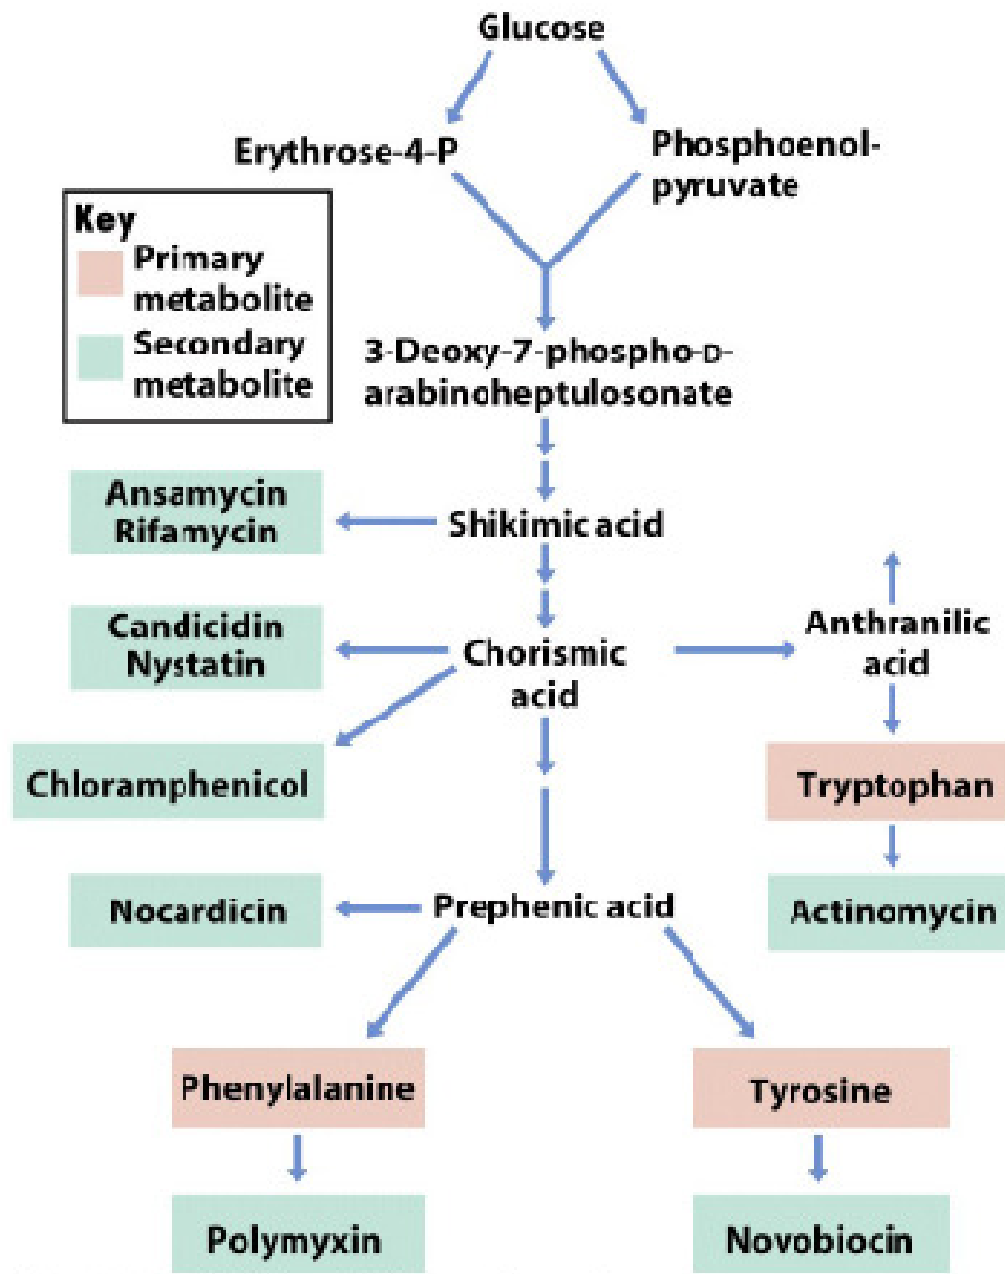 Glucose
Erythrose-4-P
Phosphoenol-
pyruvate
Key
Primary
metabolite
Secondary
metabolite
3-Deoxy-7-phospho-D-
arabinoheptulosonate
Ansamycin
Rifamycin
Shikimic acid
Candicidin
Nystatin
Chorismic
acid
Anthranilic
acid
Chloramphenicol
Tryptophan
Nocardicin
Prephenic acid
Actinomycin
Phenylalanine
Tyrosine
Polymyxin
Novobiocin